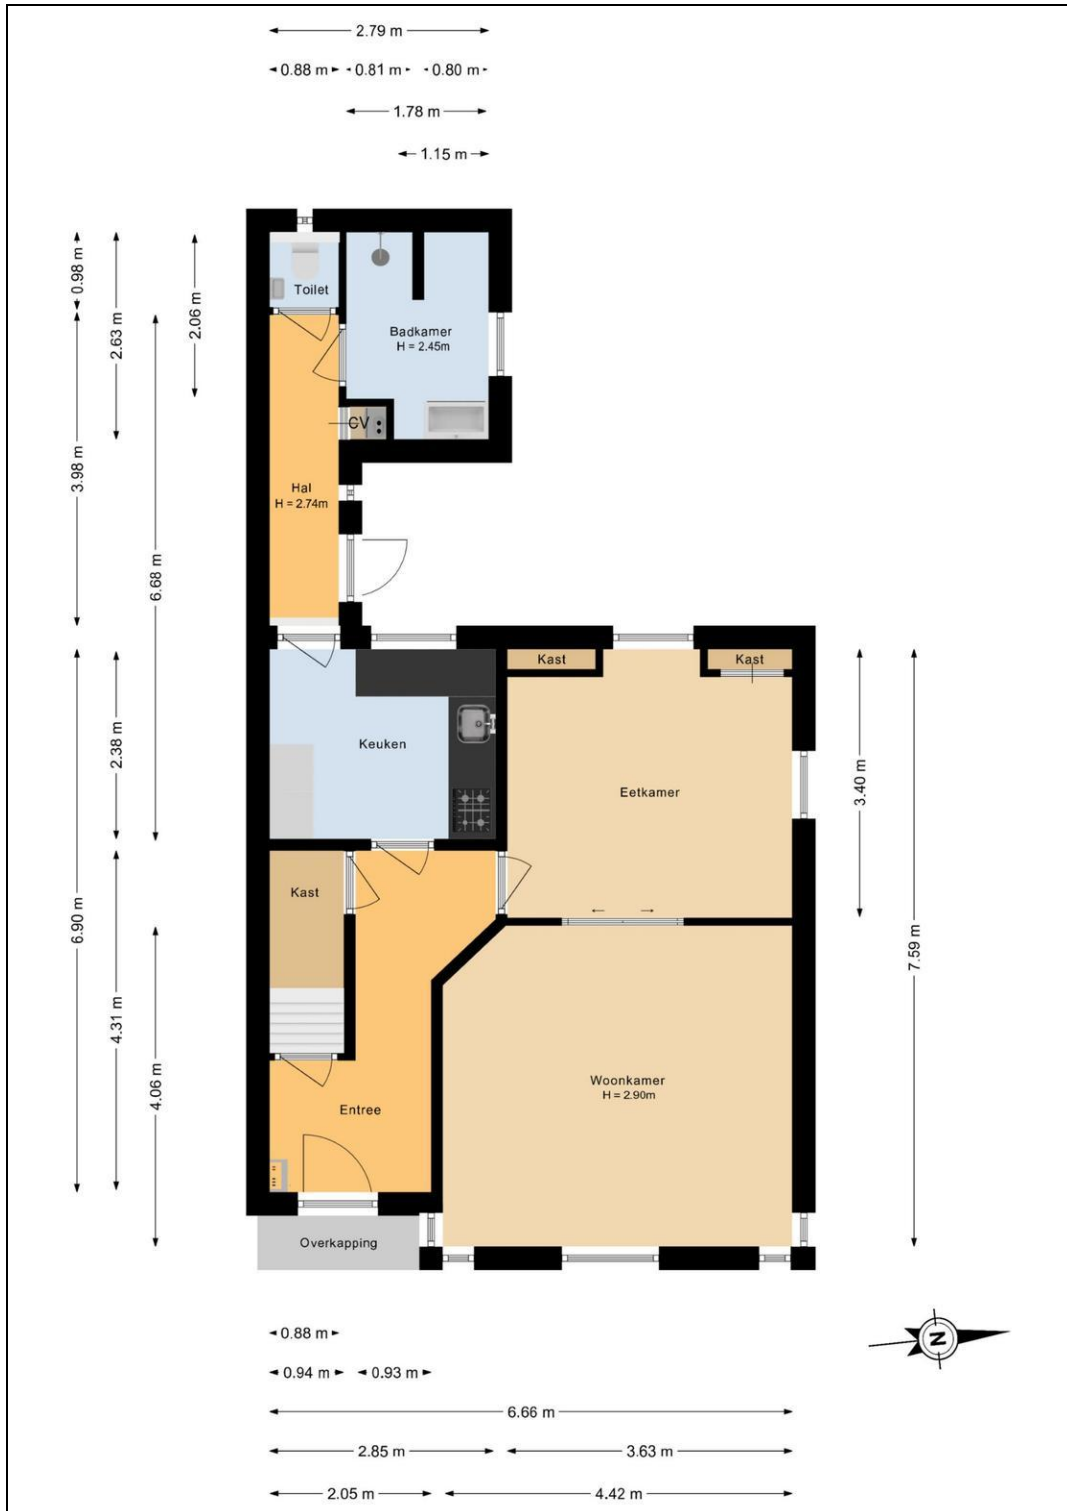 2.79 m
0.88 m
0.81 m
0.80 m
1.78 m
1.15 m
0.98 m
2.63 m
2.06 m
Toilet
Badkamer
H = 2.45m
CV
3.98 m
Hal
H = 2.74m
6.68 m
Kast
Kast
Keuken
2.38 m
Eetkamer
3.40 m
Kast
6.90 m
7.59 m
4.31 m
4.06 m
Woonkamer
H = 2.90m
Entree
Overkapping
N
0.88 m
0.94 m
0.93 m
6.66 m
2.85 m
3.63 m
2.05 m
4.42 m